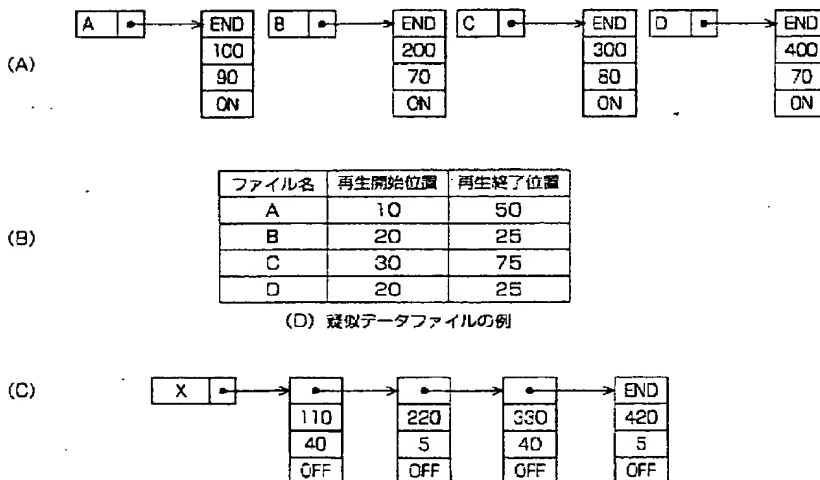 A B C D
END END END END
100 200 300 400
90 70 80 70
ON ON ON ON
(A)
ファイル名 再生開始位置 再生終了位置
A 10 50
B 20 25
C 30 75
D 20 25
(B)
(D) 疑似データファイルの例
(C)
X END
110 220 330 420
40 5 40 5
OFF OFF OFF OFF